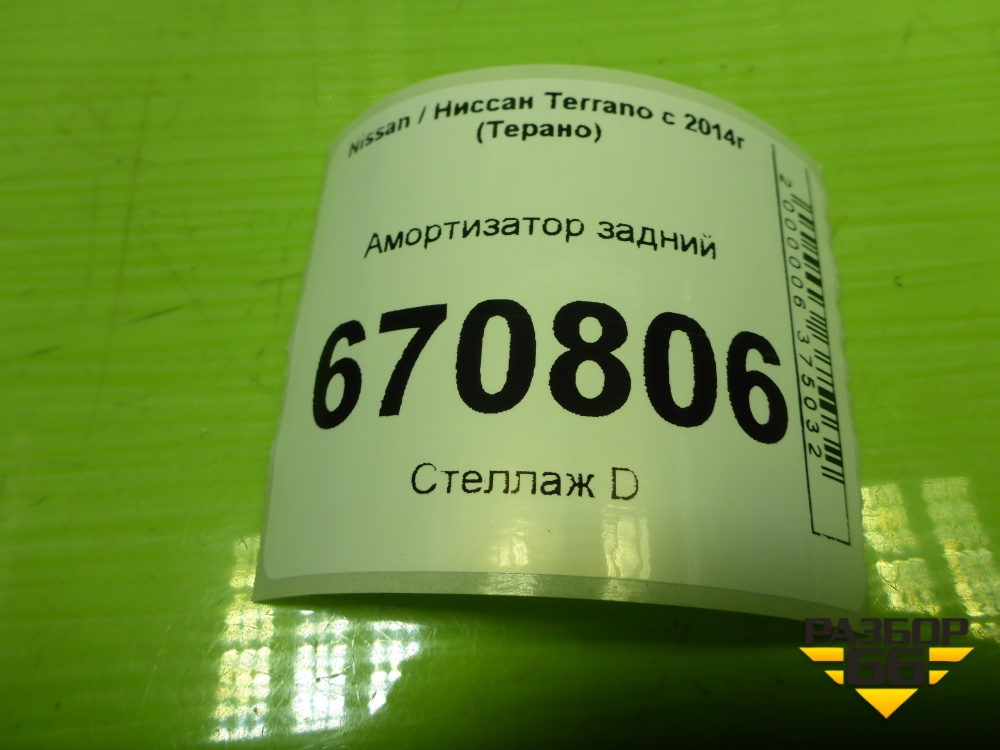 Nissan / Ниссан Terrano с 2014г
(Терано)
Амортизатор задний
670806
Стеллаж D
2000006375032
РАЗБОР
66